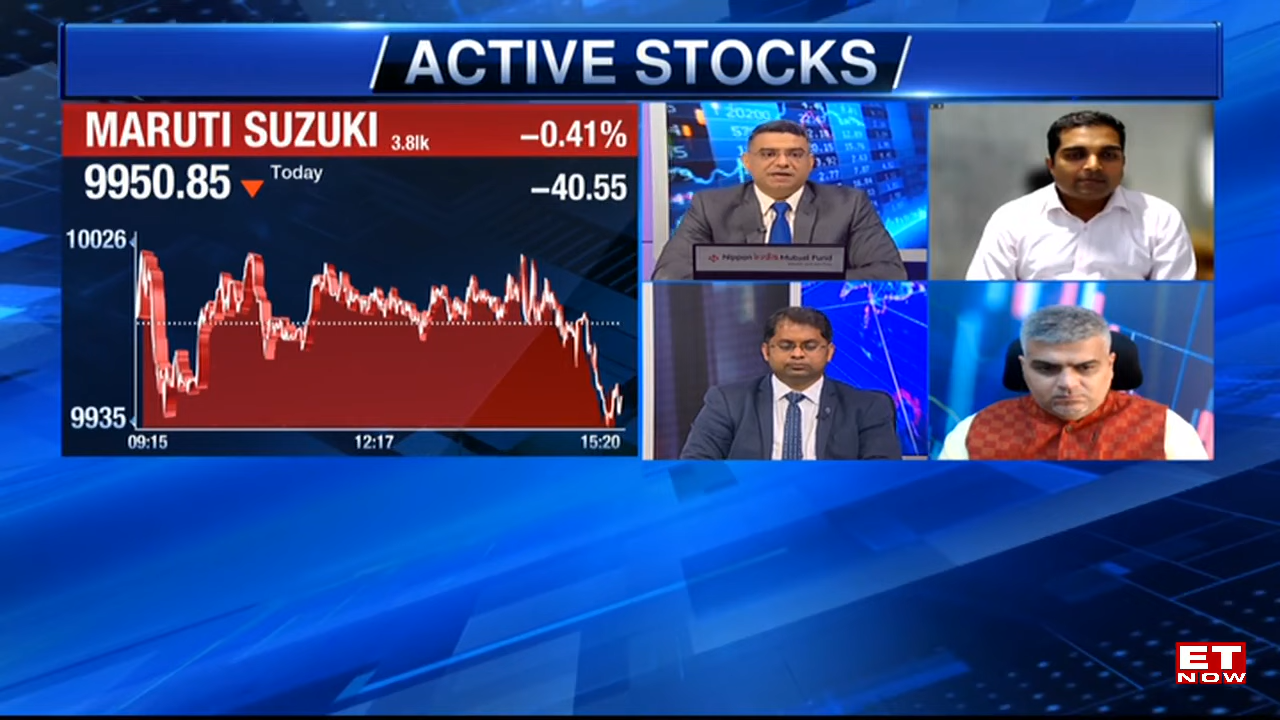 ACTIVE STOCKS
MARUTI SUZUKI 3.8lk −0.41%
9950.85 Today −40.55
10026
9935
09:15 12:17 15:20
Nippon india Mutual Fund
ET
NOW